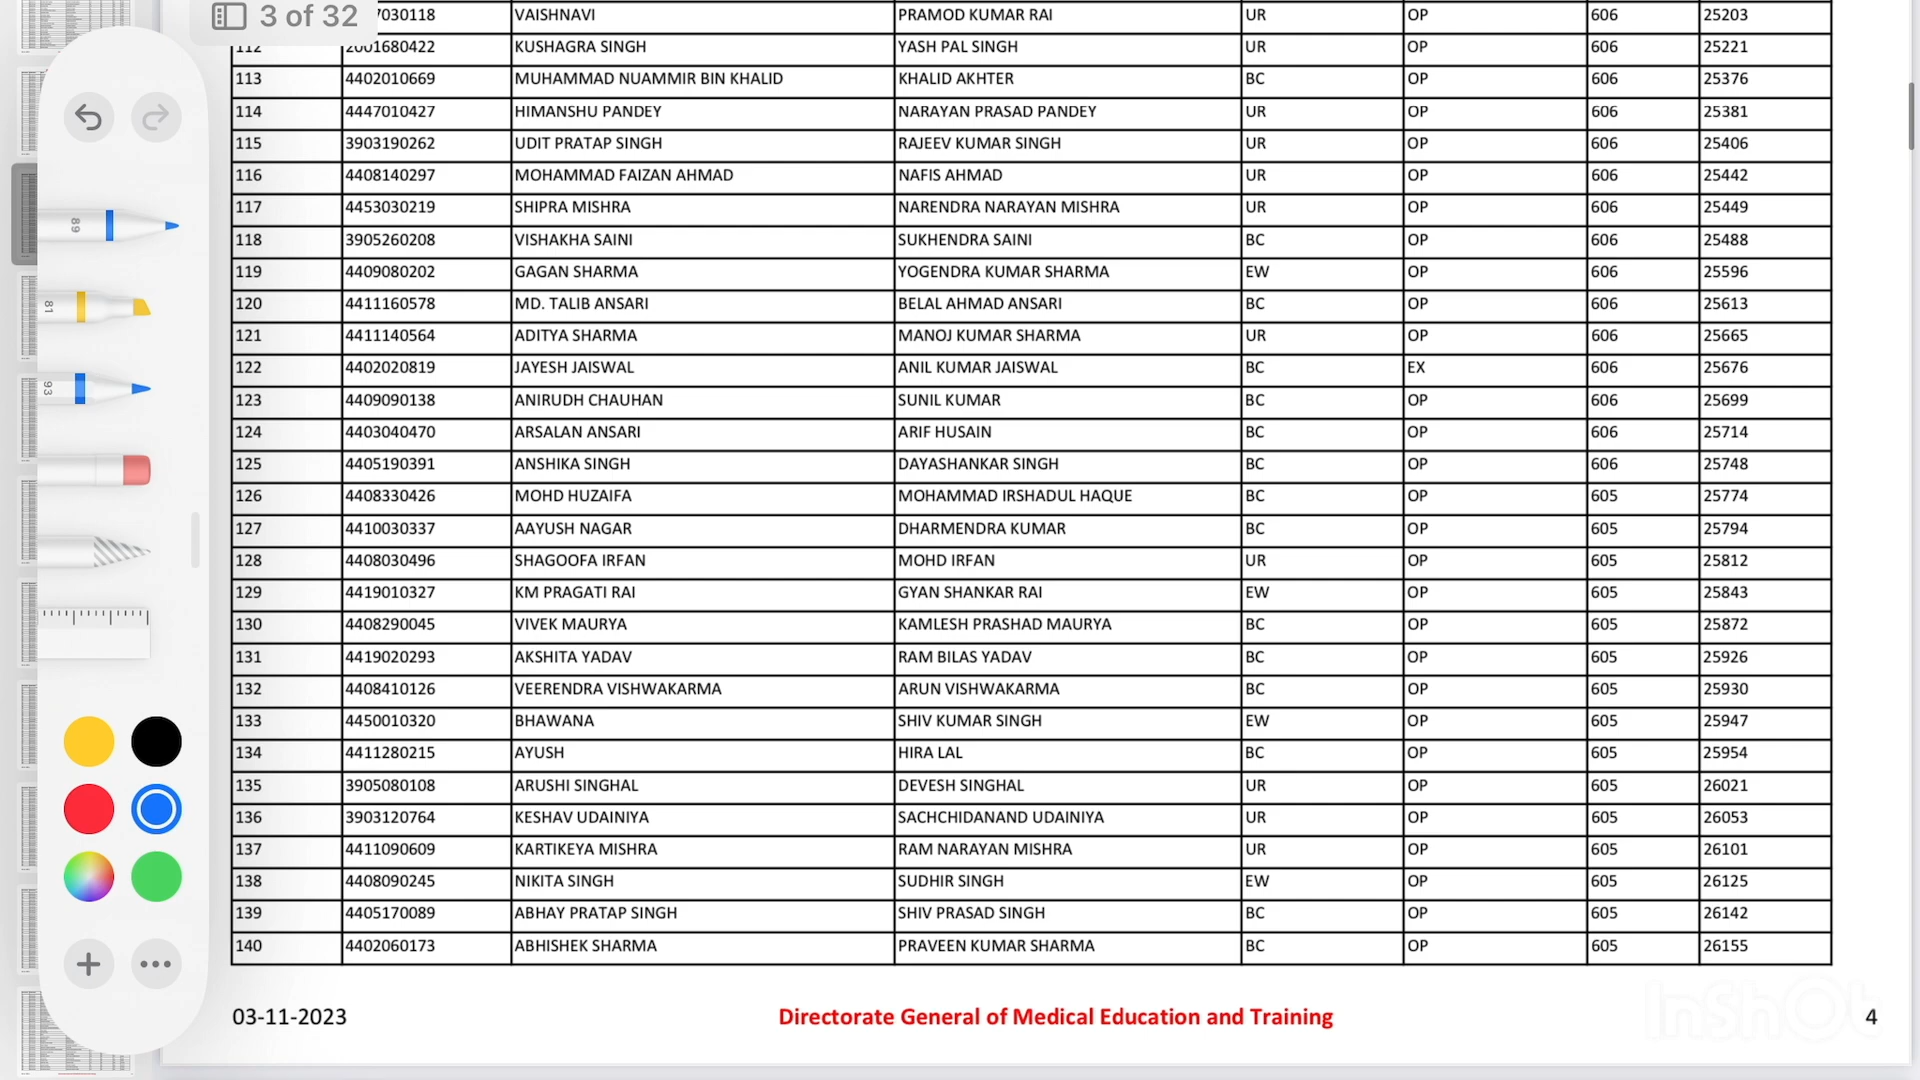 3 of 32
7030118 VAISHNAVI PRAMOD KUMAR RAI UR OP 606 25203
112 2001680422 KUSHAGRA SINGH YASH PAL SINGH UR OP 606 25221
113 4402010669 MUHAMMAD NUAMMIR BIN KHALID KHALID AKHTER BC OP 606 25376
114 4447010427 HIMANSHU PANDEY NARAYAN PRASAD PANDEY UR OP 606 25381
115 3903190262 UDIT PRATAP SINGH RAJEEV KUMAR SINGH UR OP 606 25406
116 4408140297 MOHAMMAD FAIZAN AHMAD NAFIS AHMAD UR OP 606 25442
117 4453030219 SHIPRA MISHRA NARENDRA NARAYAN MISHRA UR OP 606 25449
118 3905260208 VISHAKHA SAINI SUKHENDRA SAINI BC OP 606 25488
119 4409080202 GAGAN SHARMA YOGENDRA KUMAR SHARMA EW OP 606 25596
120 4411160578 MD. TALIB ANSARI BELAL AHMAD ANSARI BC OP 606 25613
121 4411140564 ADITYA SHARMA MANOJ KUMAR SHARMA UR OP 606 25665
122 4402020819 JAYESH JAISWAL ANIL KUMAR JAISWAL BC EX 606 25676
123 4409090138 ANIRUDH CHAUHAN SUNIL KUMAR BC OP 606 25699
124 4403040470 ARSALAN ANSARI ARIF HUSAIN BC OP 606 25714
125 4405190391 ANSHIKA SINGH DAYASHANKAR SINGH BC OP 606 25748
126 4408330426 MOHD HUZAIFA MOHAMMAD IRSHADUL HAQUE BC OP 605 25774
127 4410030337 AAYUSH NAGAR DHARMENDRA KUMAR BC OP 605 25794
128 4408030496 SHAGOOFA IRFAN MOHD IRFAN UR OP 605 25812
129 4419010327 KM PRAGATI RAI GYAN SHANKAR RAI EW OP 605 25843
130 4408290045 VIVEK MAURYA KAMLESH PRASHAD MAURYA BC OP 605 25872
131 4419020293 AKSHITA YADAV RAM BILAS YADAV BC OP 605 25926
132 4408410126 VEERENDRA VISHWAKARMA ARUN VISHWAKARMA BC OP 605 25930
133 4450010320 BHAWANA SHIV KUMAR SINGH EW OP 605 25947
134 4411280215 AYUSH HIRA LAL BC OP 605 25954
135 3905080108 ARUSHI SINGHAL DEVESH SINGHAL UR OP 605 26021
136 3903120764 KESHAV UDAINIYA SACHCHIDANAND UDAINIYA UR OP 605 26053
137 4411090609 KARTIKEYA MISHRA RAM NARAYAN MISHRA UR OP 605 26101
138 4408090245 NIKITA SINGH SUDHIR SINGH EW OP 605 26125
139 4405170089 ABHAY PRATAP SINGH SHIV PRASAD SINGH BC OP 605 26142
140 4402060173 ABHISHEK SHARMA PRAVEEN KUMAR SHARMA BC OP 605 26155
03-11-2023 Directorate General of Medical Education and Training 4
InShOt
89
81
93